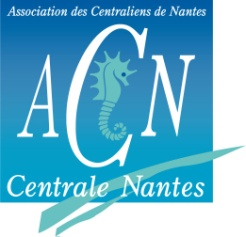 Association des Centraliens de Nantes
ACN
Centrale Nantes